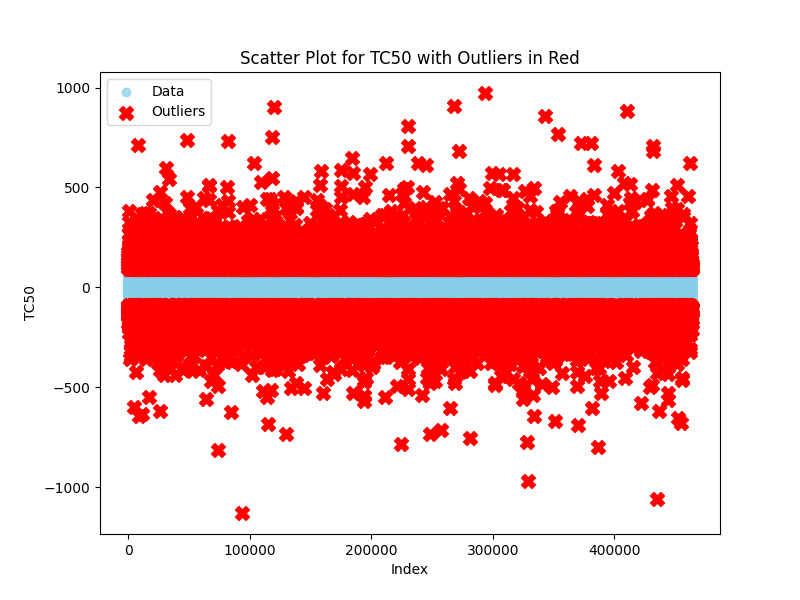 Scatter Plot for TC50 with Outliers in Red
Data
Outliers
1000
500
0
−500
−1000
TC50
0 100000 200000 300000 400000
Index